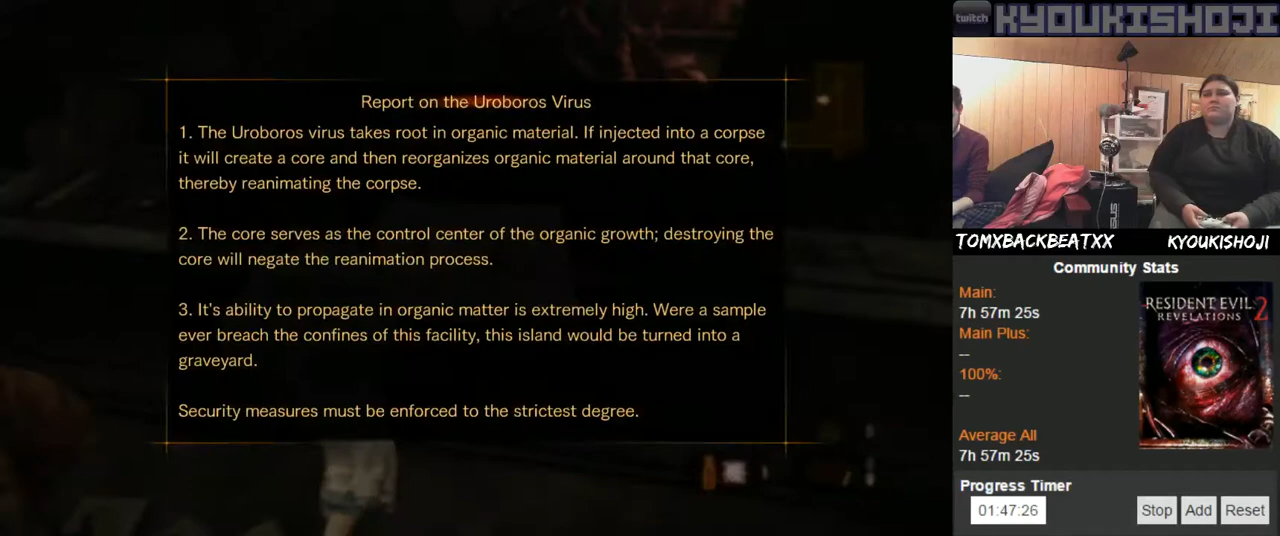 Report on the Uroboros Virus
1. The Uroboros virus takes root in organic material. If injected into a corpse
it will create a core and then reorganizes organic material around that core,
thereby reanimating the corpse.
2. The core serves as the control center of the organic growth; destroying the
core will negate the reanimation process.
3. It's ability to propagate in organic matter is extremely high. Were a sample
ever breach the confines of this facility, this island would be turned into a
graveyard.
Security measures must be enforced to the strictest degree.
twitch KYOUKISHOJI
ASUS
TOMXBACKBEATXX KYOUKISHOJI
Community Stats
Main:
7h 57m 25s
Main Plus:
--
100%:
--
Average All
7h 57m 25s
RESIDENT EVIL
REVELATIONS 2
Progress Timer
01:47:26 Stop Add Reset